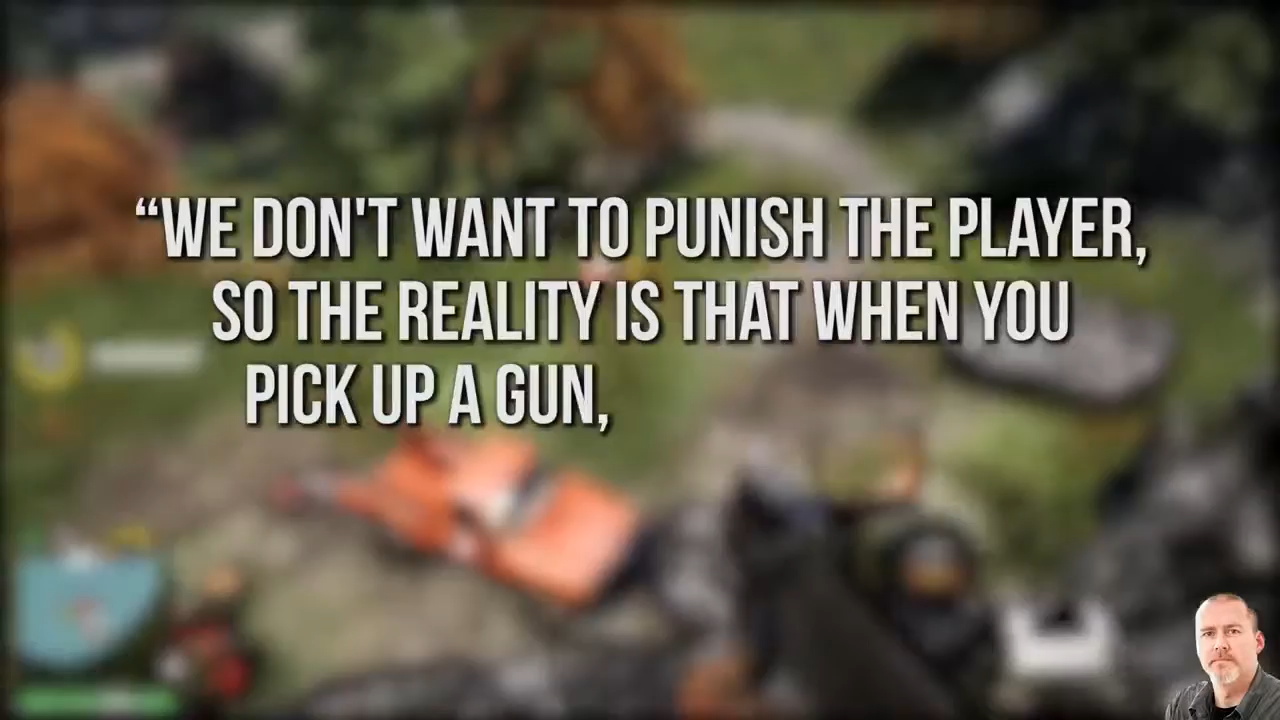 “WE DON'T WANT TO PUNISH THE PLAYER,
SO THE REALITY IS THAT WHEN YOU
PICK UP A GUN,